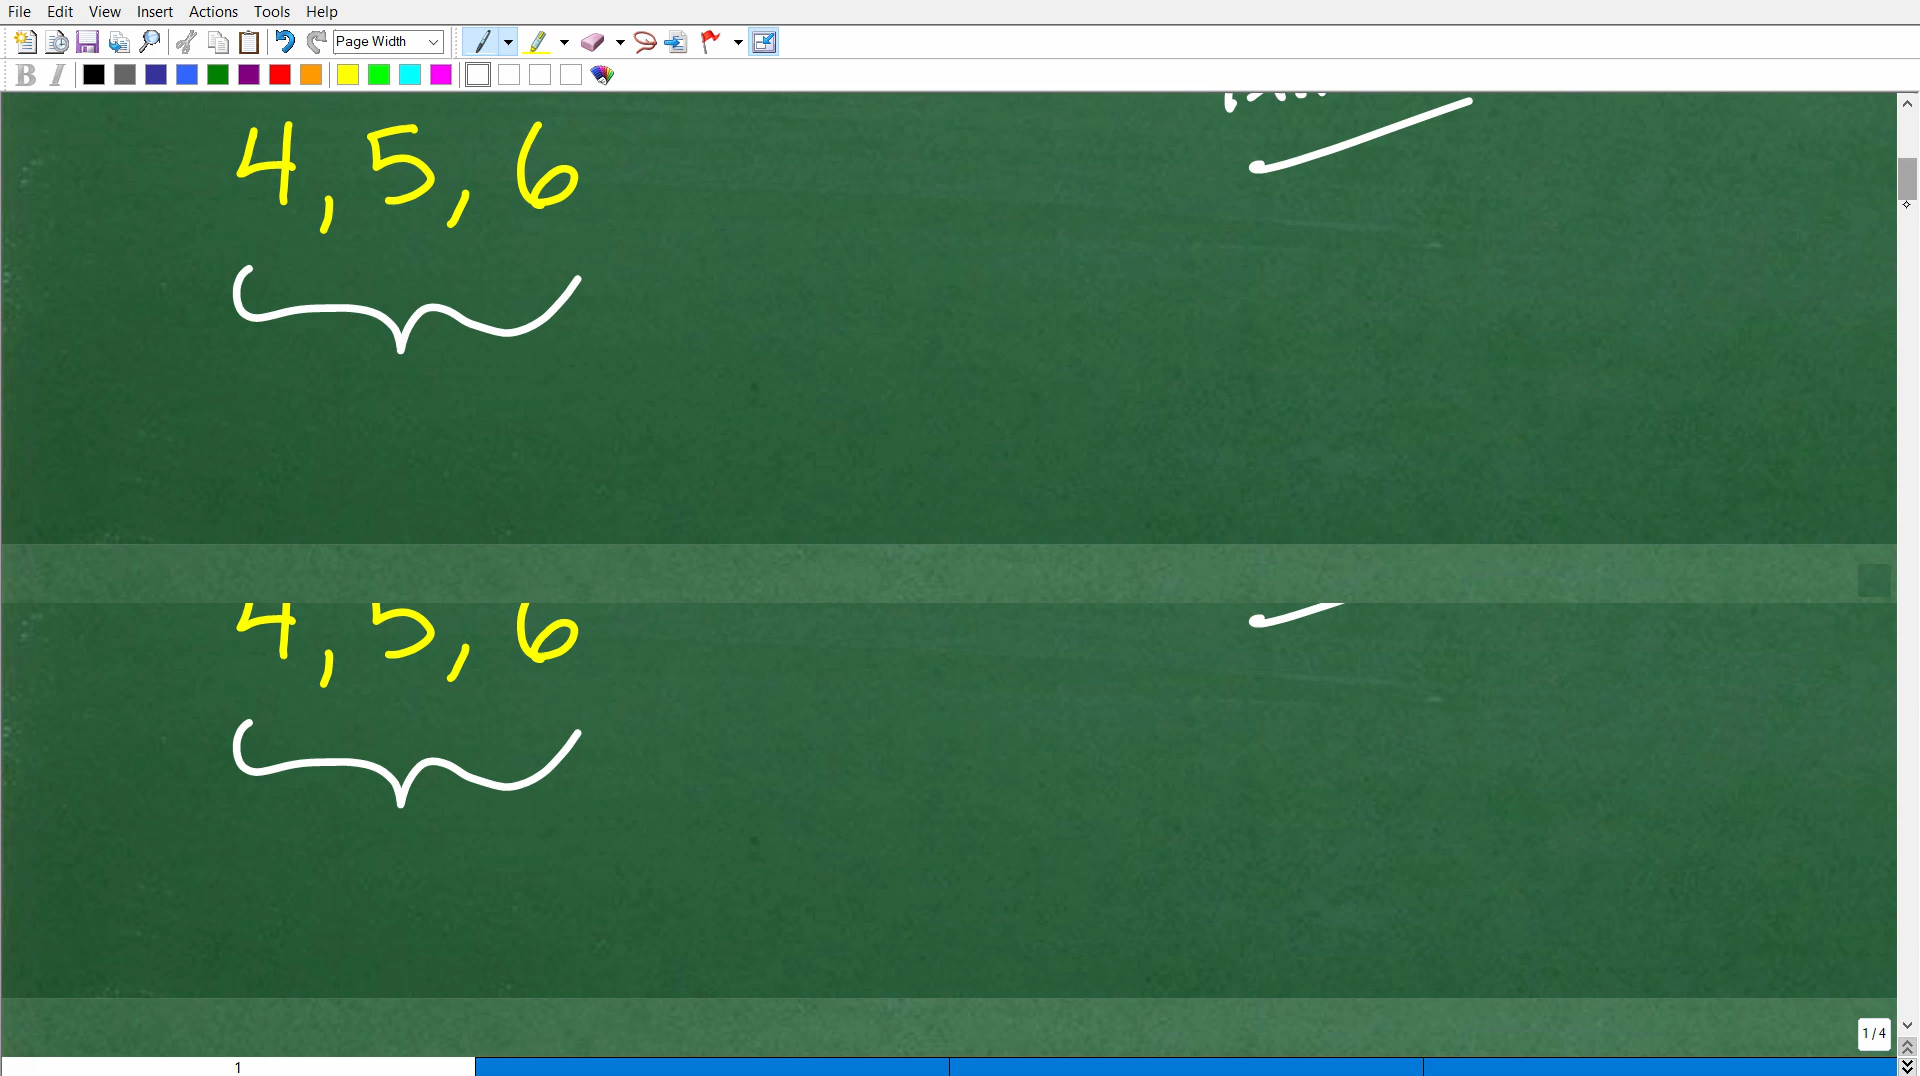 File Edit View Insert Actions Tools Help
Page Width
B I
4, 5, 6
4, 5, 6
1 / 4
1